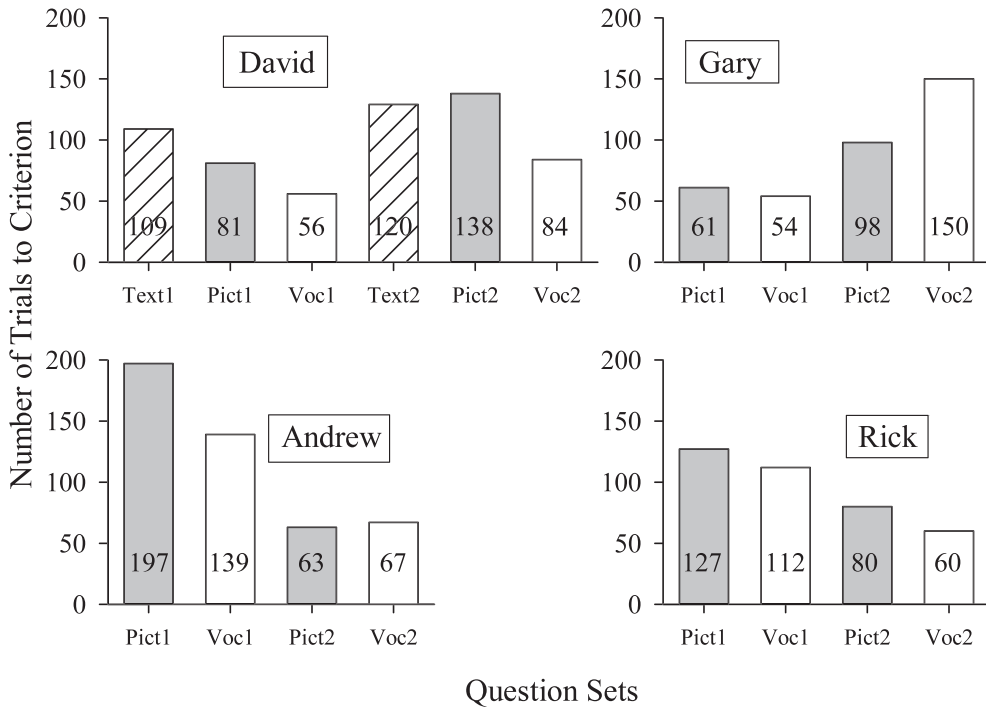 Number of Trials to Criterion
David
200
150
100
50
0
109 81 56 120 138 84
Text1 Pict1 Voc1 Text2 Pict2 Voc2
Gary
200
150
100
50
0
61 54 98 150
Pict1 Voc1 Pict2 Voc2
Andrew
200
150
100
50
0
197 139 63 67
Pict1 Voc1 Pict2 Voc2
Rick
200
150
100
50
0
127 112 80 60
Pict1 Voc1 Pict2 Voc2
Question Sets